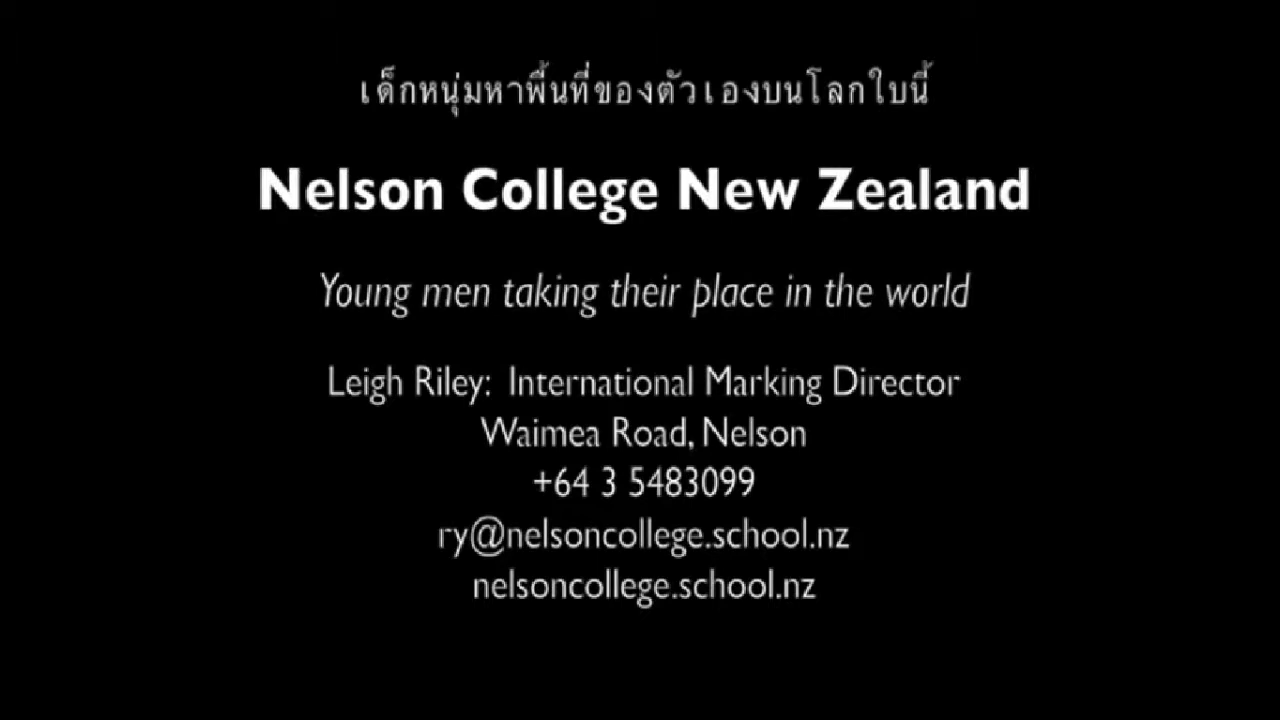 เด็กหนุ่มหาพื้นที่ของตัวเองบนโลกใบนี้
Nelson College New Zealand
Young men taking their place in the world
Leigh Riley: International Marking Director
Waimea Road, Nelson
+64 3 5483099
ry@nelsoncollege.school.nz
nelsoncollege.school.nz